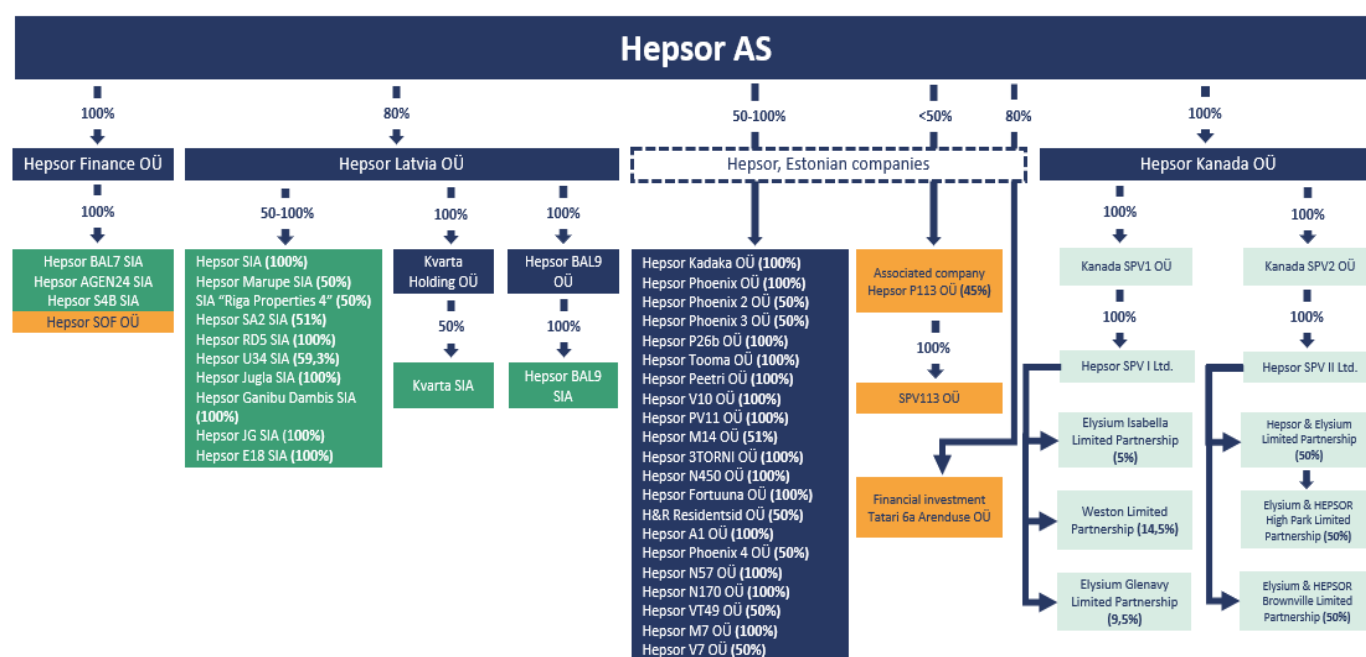 Hepsor AS
100%
80%
50-100%
<50%
80%
100%
Hepsor Finance OÜ
Hepsor Latvia OÜ
Hepsor, Estonian companies
Hepsor Kanada OÜ
100%
50-100%
100%
100%
100%
100%
Hepsor BAL7 SIA
Hepsor AGEN24 SIA
Hepsor S4B SIA
Hepsor SOF OÜ
Hepsor SIA (100%)
Hepsor Marupe SIA (50%)
SIA “Riga Properties 4” (50%)
Hepsor SA2 SIA (51%)
Hepsor RD5 SIA (100%)
Hepsor U34 SIA (59,3%)
Hepsor Jugla SIA (100%)
Hepsor Ganibu Dambis SIA
(100%)
Hepsor JG SIA (100%)
Hepsor E18 SIA (100%)
Kvarta
Holding OÜ
50%
Kvarta SIA
Hepsor BAL9
OÜ
100%
Hepsor BAL9
SIA
Hepsor Kadaka OÜ (100%)
Hepsor Phoenix OÜ (100%)
Hepsor Phoenix 2 OÜ (50%)
Hepsor Phoenix 3 OÜ (50%)
Hepsor P26b OÜ (100%)
Hepsor Tooma OÜ (100%)
Hepsor Peetri OÜ (100%)
Hepsor V10 OÜ (100%)
Hepsor PV11 OÜ (100%)
Hepsor M14 OÜ (51%)
Hepsor 3TORNI OÜ (100%)
Hepsor N450 OÜ (100%)
Hepsor Fortuuna OÜ (100%)
H&R Residentsid OÜ (50%)
Hepsor A1 OÜ (100%)
Hepsor Phoenix 4 OÜ (50%)
Hepsor N57 OÜ (100%)
Hepsor N170 OÜ (100%)
Hepsor VT49 OÜ (50%)
Hepsor M7 OÜ (100%)
Hepsor V7 OÜ (50%)
Associated company
Hepsor P113 OÜ (45%)
100%
SPV113 OÜ
Financial investment
Tatari 6a Arenduse OÜ
Kanada SPV1 OÜ
100%
Hepsor SPV I Ltd.
Elysium Isabella
Limited Partnership
(5%)
Weston Limited
Partnership (14,5%)
Elysium Glenavy
Limited Partnership
(9,5%)
Kanada SPV2 OÜ
100%
Hepsor SPV II Ltd.
Hepsor & Elysium
Limited Partnership
(50%)
Elysium & HEPSOR
High Park Limited
Partnership (50%)
Elysium & HEPSOR
Brownville Limited
Partnership (50%)